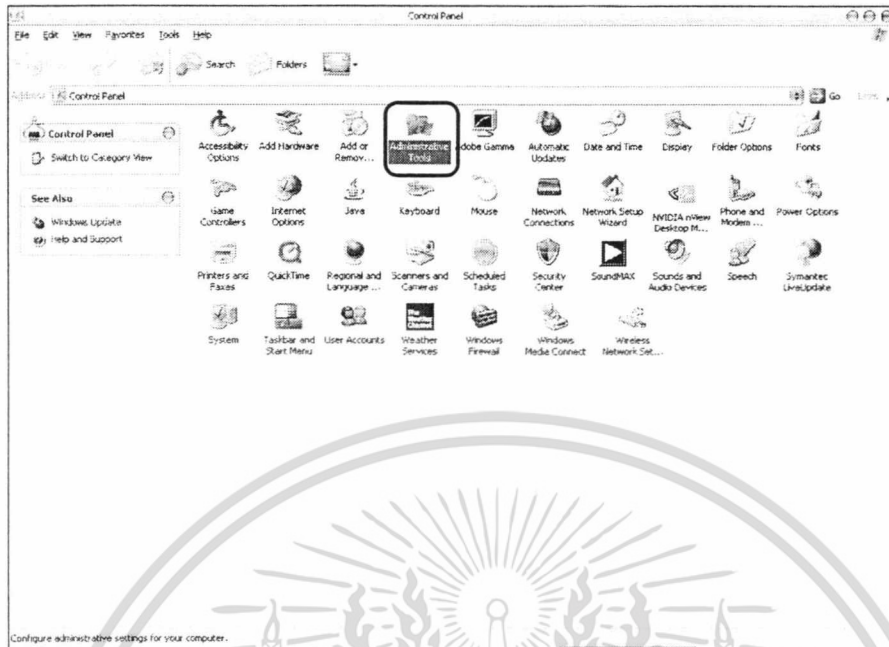 Control Panel
File Edit View Favorites Tools Help
Search Folders
Control Panel Go
Control Panel
Switch to Category View
See Also
Windows Update
Help and Support
Accessibility Options
Add Hardware
Add or Remov...
Administrative Tools
Adobe Gamma
Automatic Updates
Date and Time
Display
Folder Options
Fonts
Game Controllers
Internet Options
Java
Keyboard
Mouse
Network Connections
Network Setup Wizard
NVIDIA nView Desktop M...
Phone and Modem ...
Power Options
Printers and Faxes
QuickTime
Regional and Language ...
Scanners and Cameras
Scheduled Tasks
Security Center
SoundMAX
Sounds and Audio Devices
Speech
Symantec LiveUpdate
System
Taskbar and Start Menu
User Accounts
Weather Services
Windows Firewall
Windows Media Connect
Wireless Network Set...
Configure administrative settings for your computer.